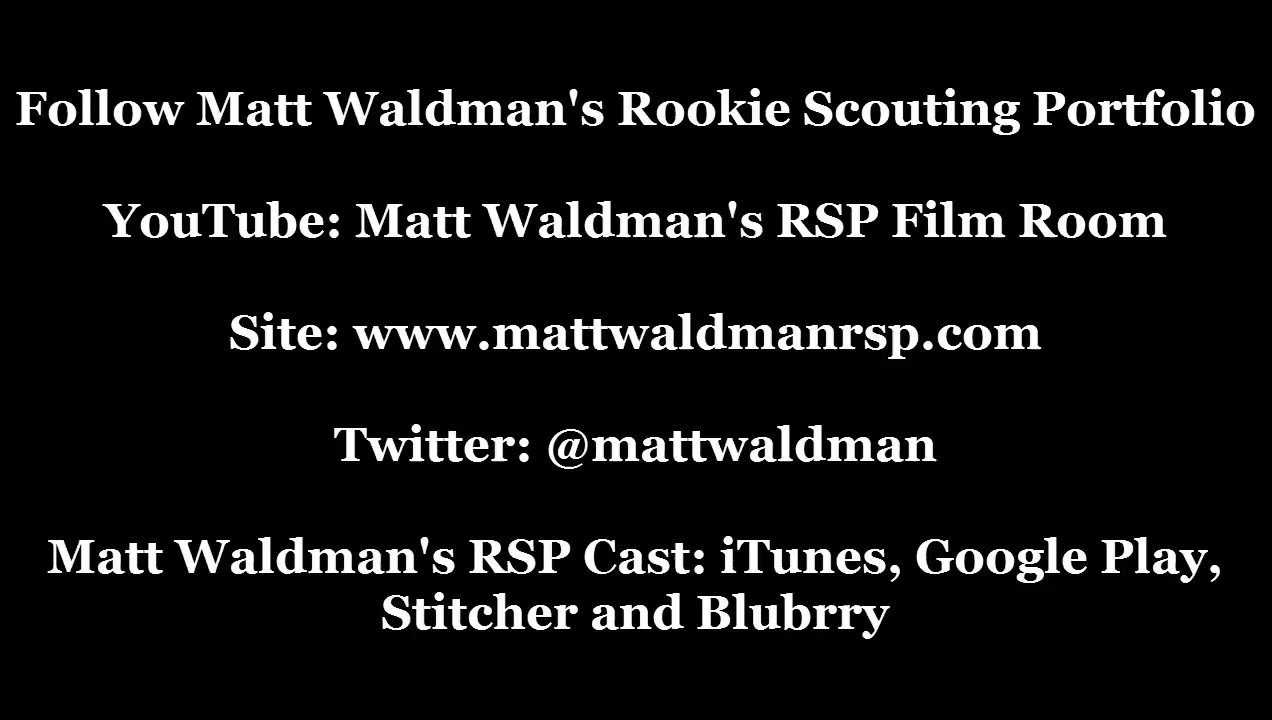 Follow Matt Waldman's Rookie Scouting Portfolio
YouTube: Matt Waldman's RSP Film Room
Site: www.mattwaldmanrsp.com
Twitter: @mattwaldman
Matt Waldman's RSP Cast: iTunes, Google Play,
Stitcher and Blubrry